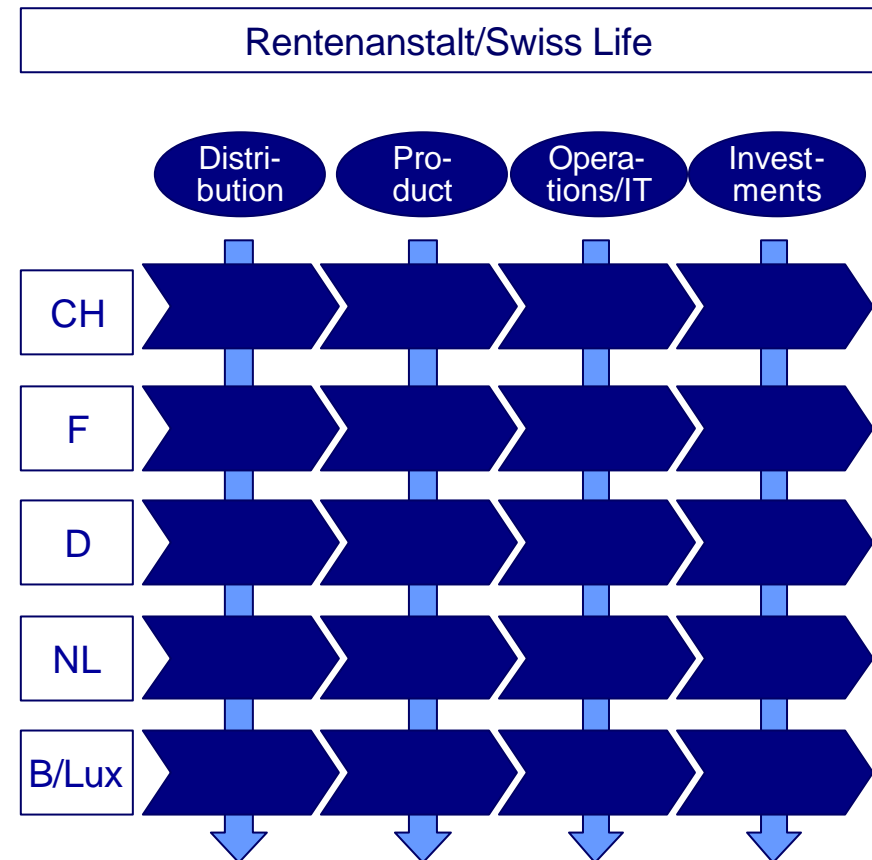 Rentenanstalt/Swiss Life
Distri-
bution
Pro-
duct
Opera-
tions/IT
Invest-
ments
CH
F
D
NL
B/Lux